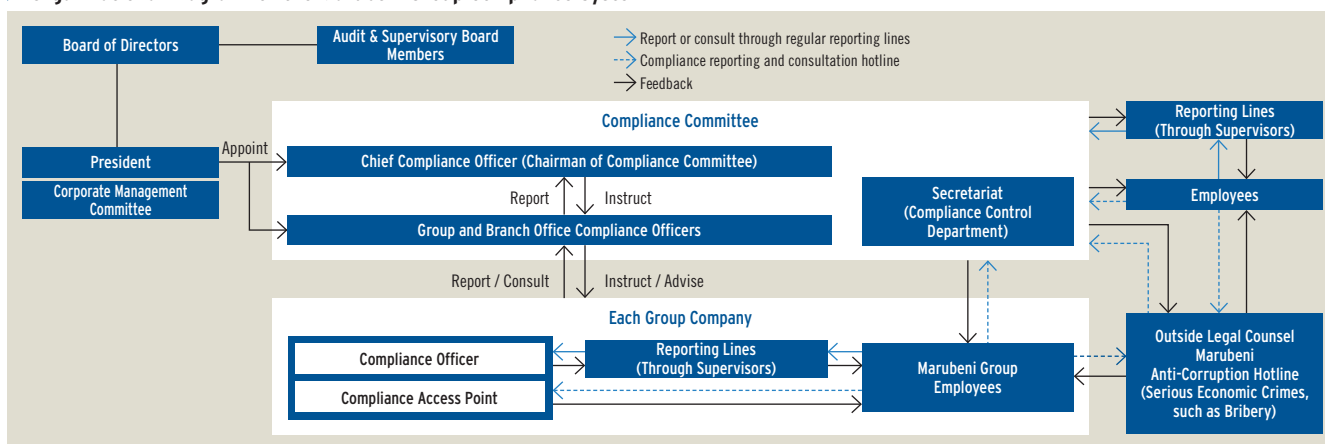 Board of Directors
Audit & Supervisory Board
Members
Report or consult through regular reporting lines
Compliance reporting and consultation hotline
Feedback
Compliance Committee
Reporting Lines
(Through Supervisors)
Appoint
President
Chief Compliance Officer (Chairman of Compliance Committee)
Corporate Management
Committee
Report
Instruct
Secretariat
(Compliance Control
Department)
Employees
Group and Branch Office Compliance Officers
Report / Consult
Instruct / Advise
Each Group Company
Compliance Officer
Reporting Lines
(Through Supervisors)
Marubeni Group
Employees
Compliance Access Point
Outside Legal Counsel
Marubeni
Anti-Corruption Hotline
(Serious Economic Crimes,
such as Bribery)